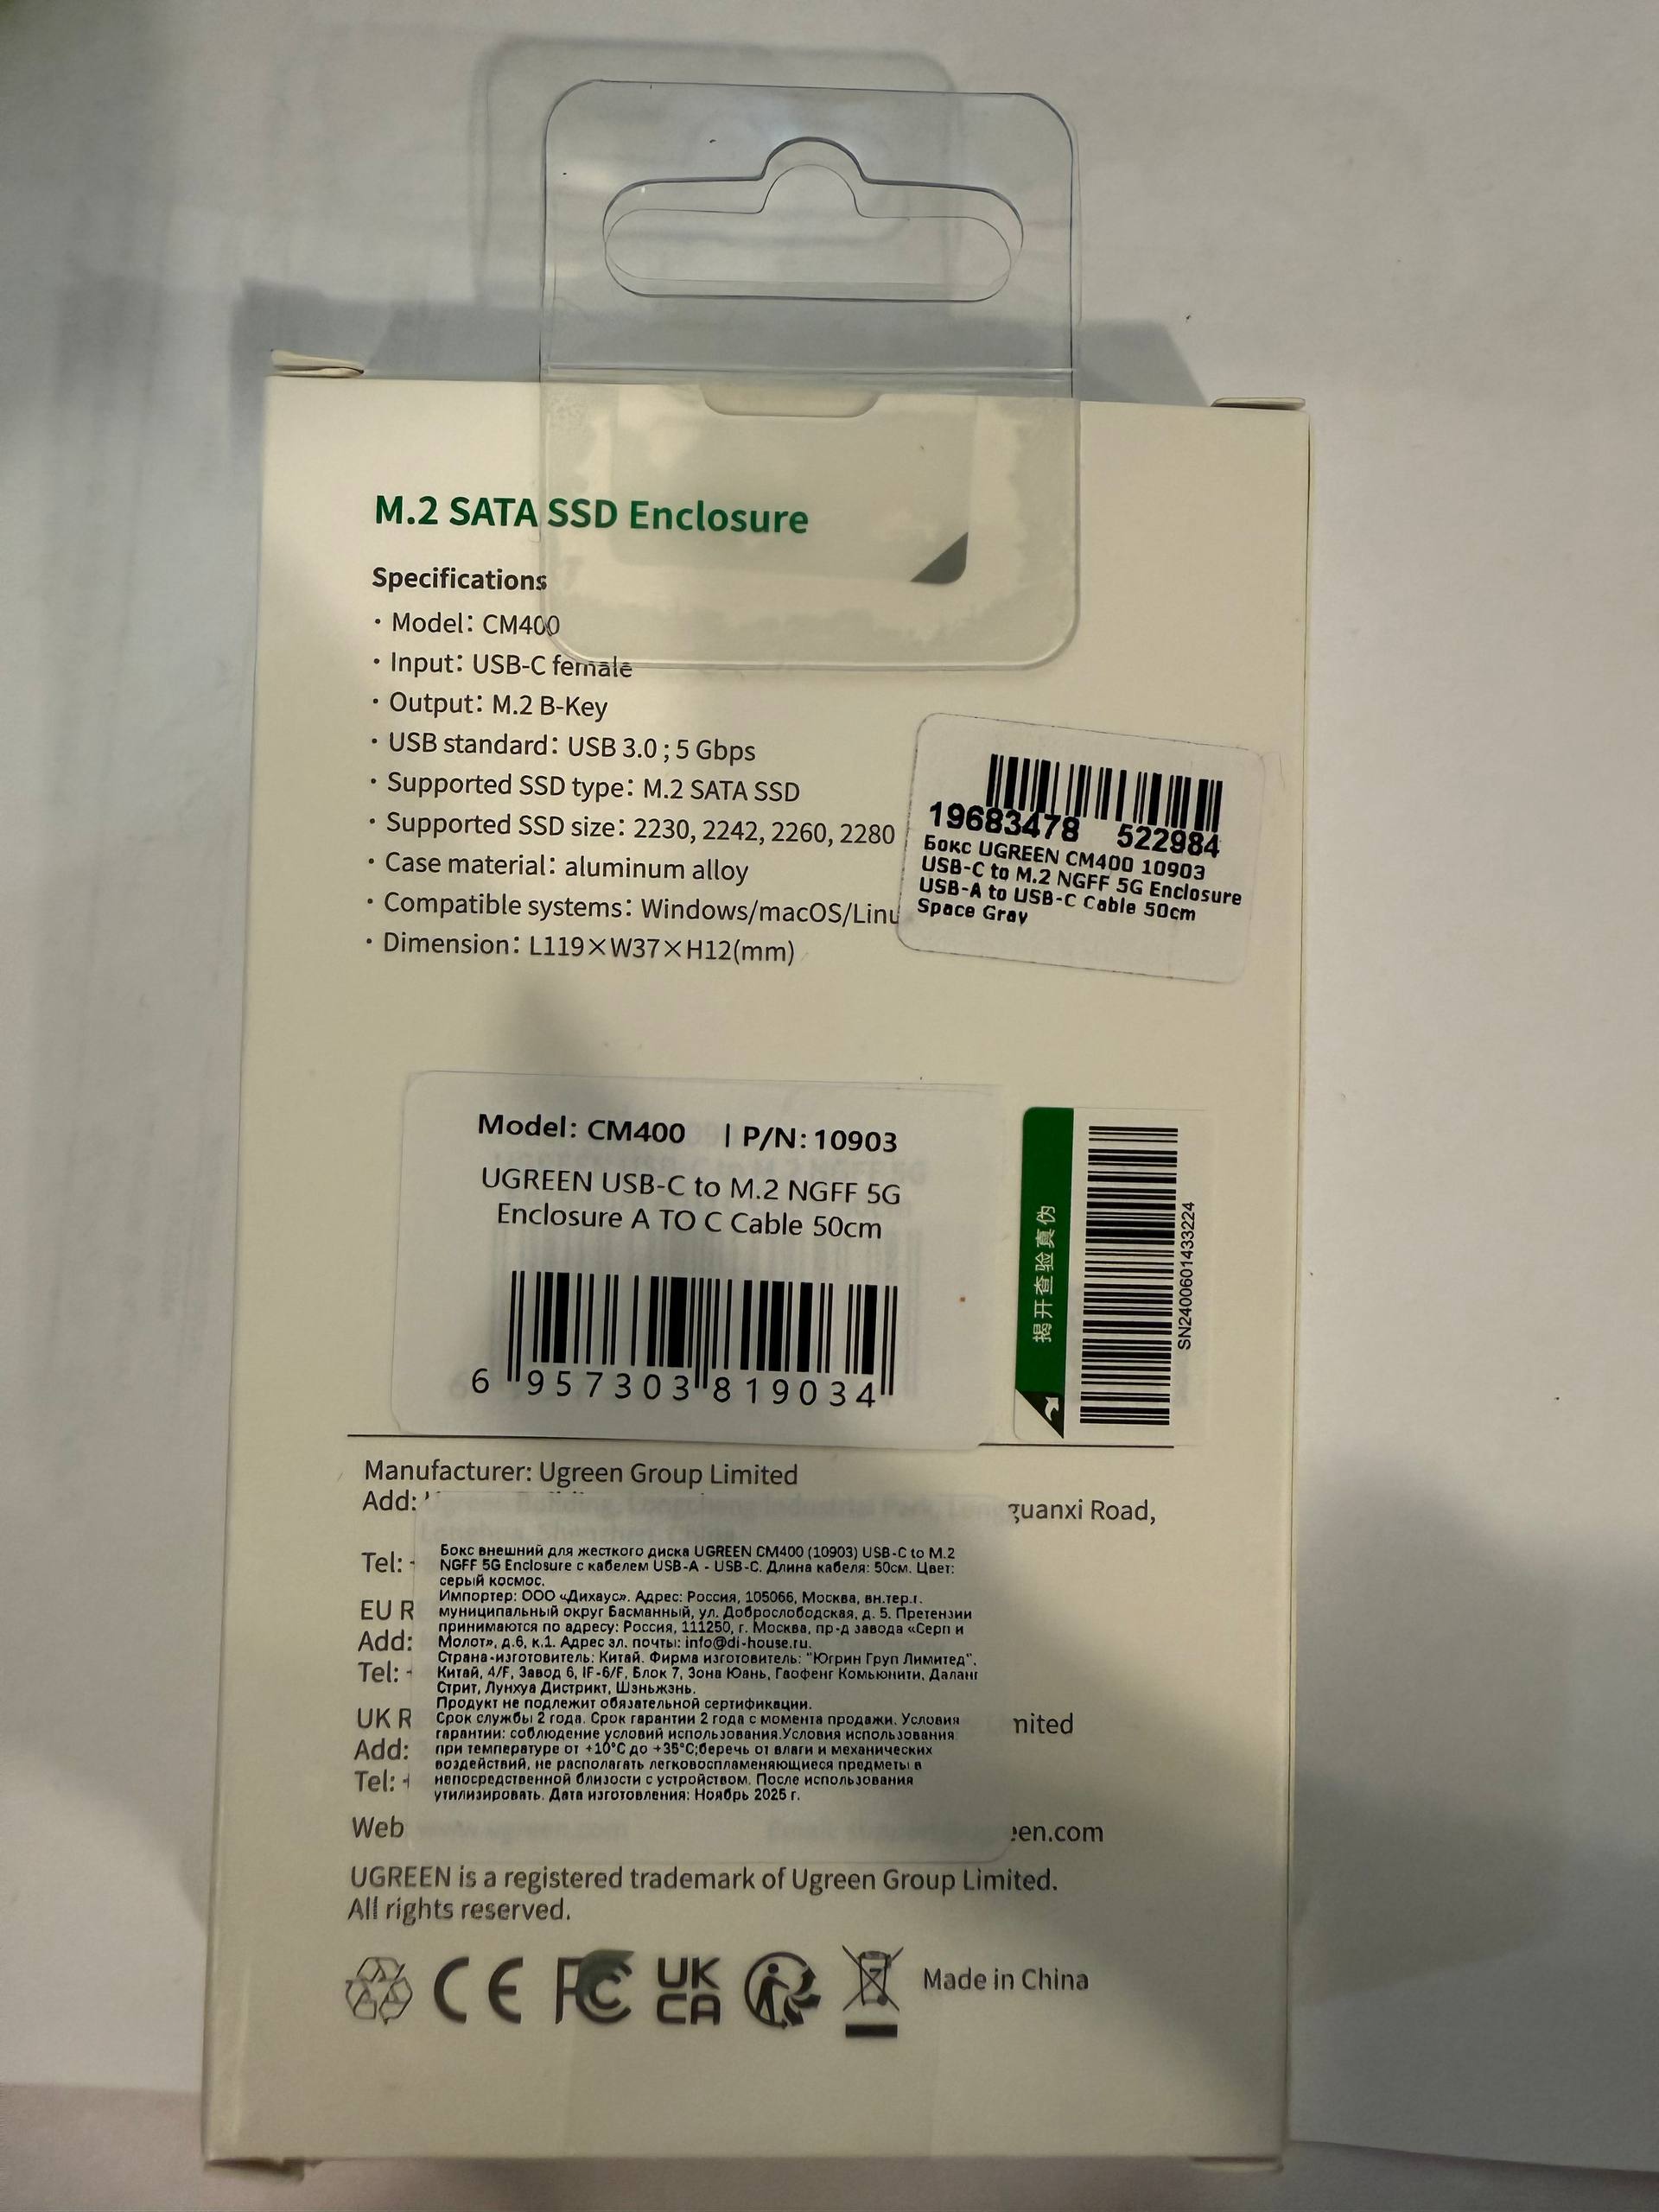 M.2 SATA SSD Enclosure
Specifications
· Model: CM400
· Input: USB-C female
· Output: M.2 B-Key
· USB standard: USB 3.0 ; 5 Gbps
· Supported SSD type: M.2 SATA SSD
· Supported SSD size: 2230, 2242, 2260, 2280
· Case material: aluminum alloy
· Compatible systems: Windows/macOS/Linu
· Dimension: L119×W37×H12(mm)
19683478 522984
Бокс UGREEN CM400 10903
USB-C to M.2 NGFF 5G Enclosure
USB-A to USB-C Cable 50cm
Space Gray
Model: CM400 | P/N: 10903
UGREEN USB-C to M.2 NGFF 5G
Enclosure A TO C Cable 50cm
6 957303 819034
揭开查验真伪
SN2400601433224
Manufacturer: Ugreen Group Limited
Add: guanxi Road,
Tel:
EU R
Add:
Tel:
UK R nited
Add:
Tel:
Web een.com
Бокс внешний для жесткого диска UGREEN CM400 (10903) USB-C to M.2
NGFF 5G Enclosure с кабелем USB-A - USB-C. Длина кабеля: 50см. Цвет:
серый космос.
Импортер: ООО «Дихаус». Адрес: Россия, 105066, Москва, вн.тер.г.
муниципальный округ Басманный, ул. Доброслободская, д. 5. Претензии
принимаются по адресу: Россия, 111250, г. Москва, пр-д завода «Серп и
Молот», д.6, к.1. Адрес эл. почты: info@di-house.ru.
Страна-изготовитель: Китай. Фирма изготовитель: "Югрин Груп Лимитед".
Китай, 4/F, Завод 6, IF-6/F, Блок 7, Зона Юань, Гаофенг Комьюнити, Даланг
Стрит, Лунхуа Дистрикт, Шэньжэнь.
Продукт не подлежит обязательной сертификации.
Срок службы 2 года. Срок гарантии 2 года с момента продажи. Условия
гарантии: соблюдение условий использования.Условия использования
при температуре от +10°C до +35°C;беречь от влаги и механических
воздействий, не располагать легковоспламеняющиеся предметы в
непосредственной близости с устройством. После использования
утилизировать. Дата изготовления: Ноябрь 2025 г.
UGREEN is a registered trademark of Ugreen Group Limited.
All rights reserved.
CE FC UK CA Made in China